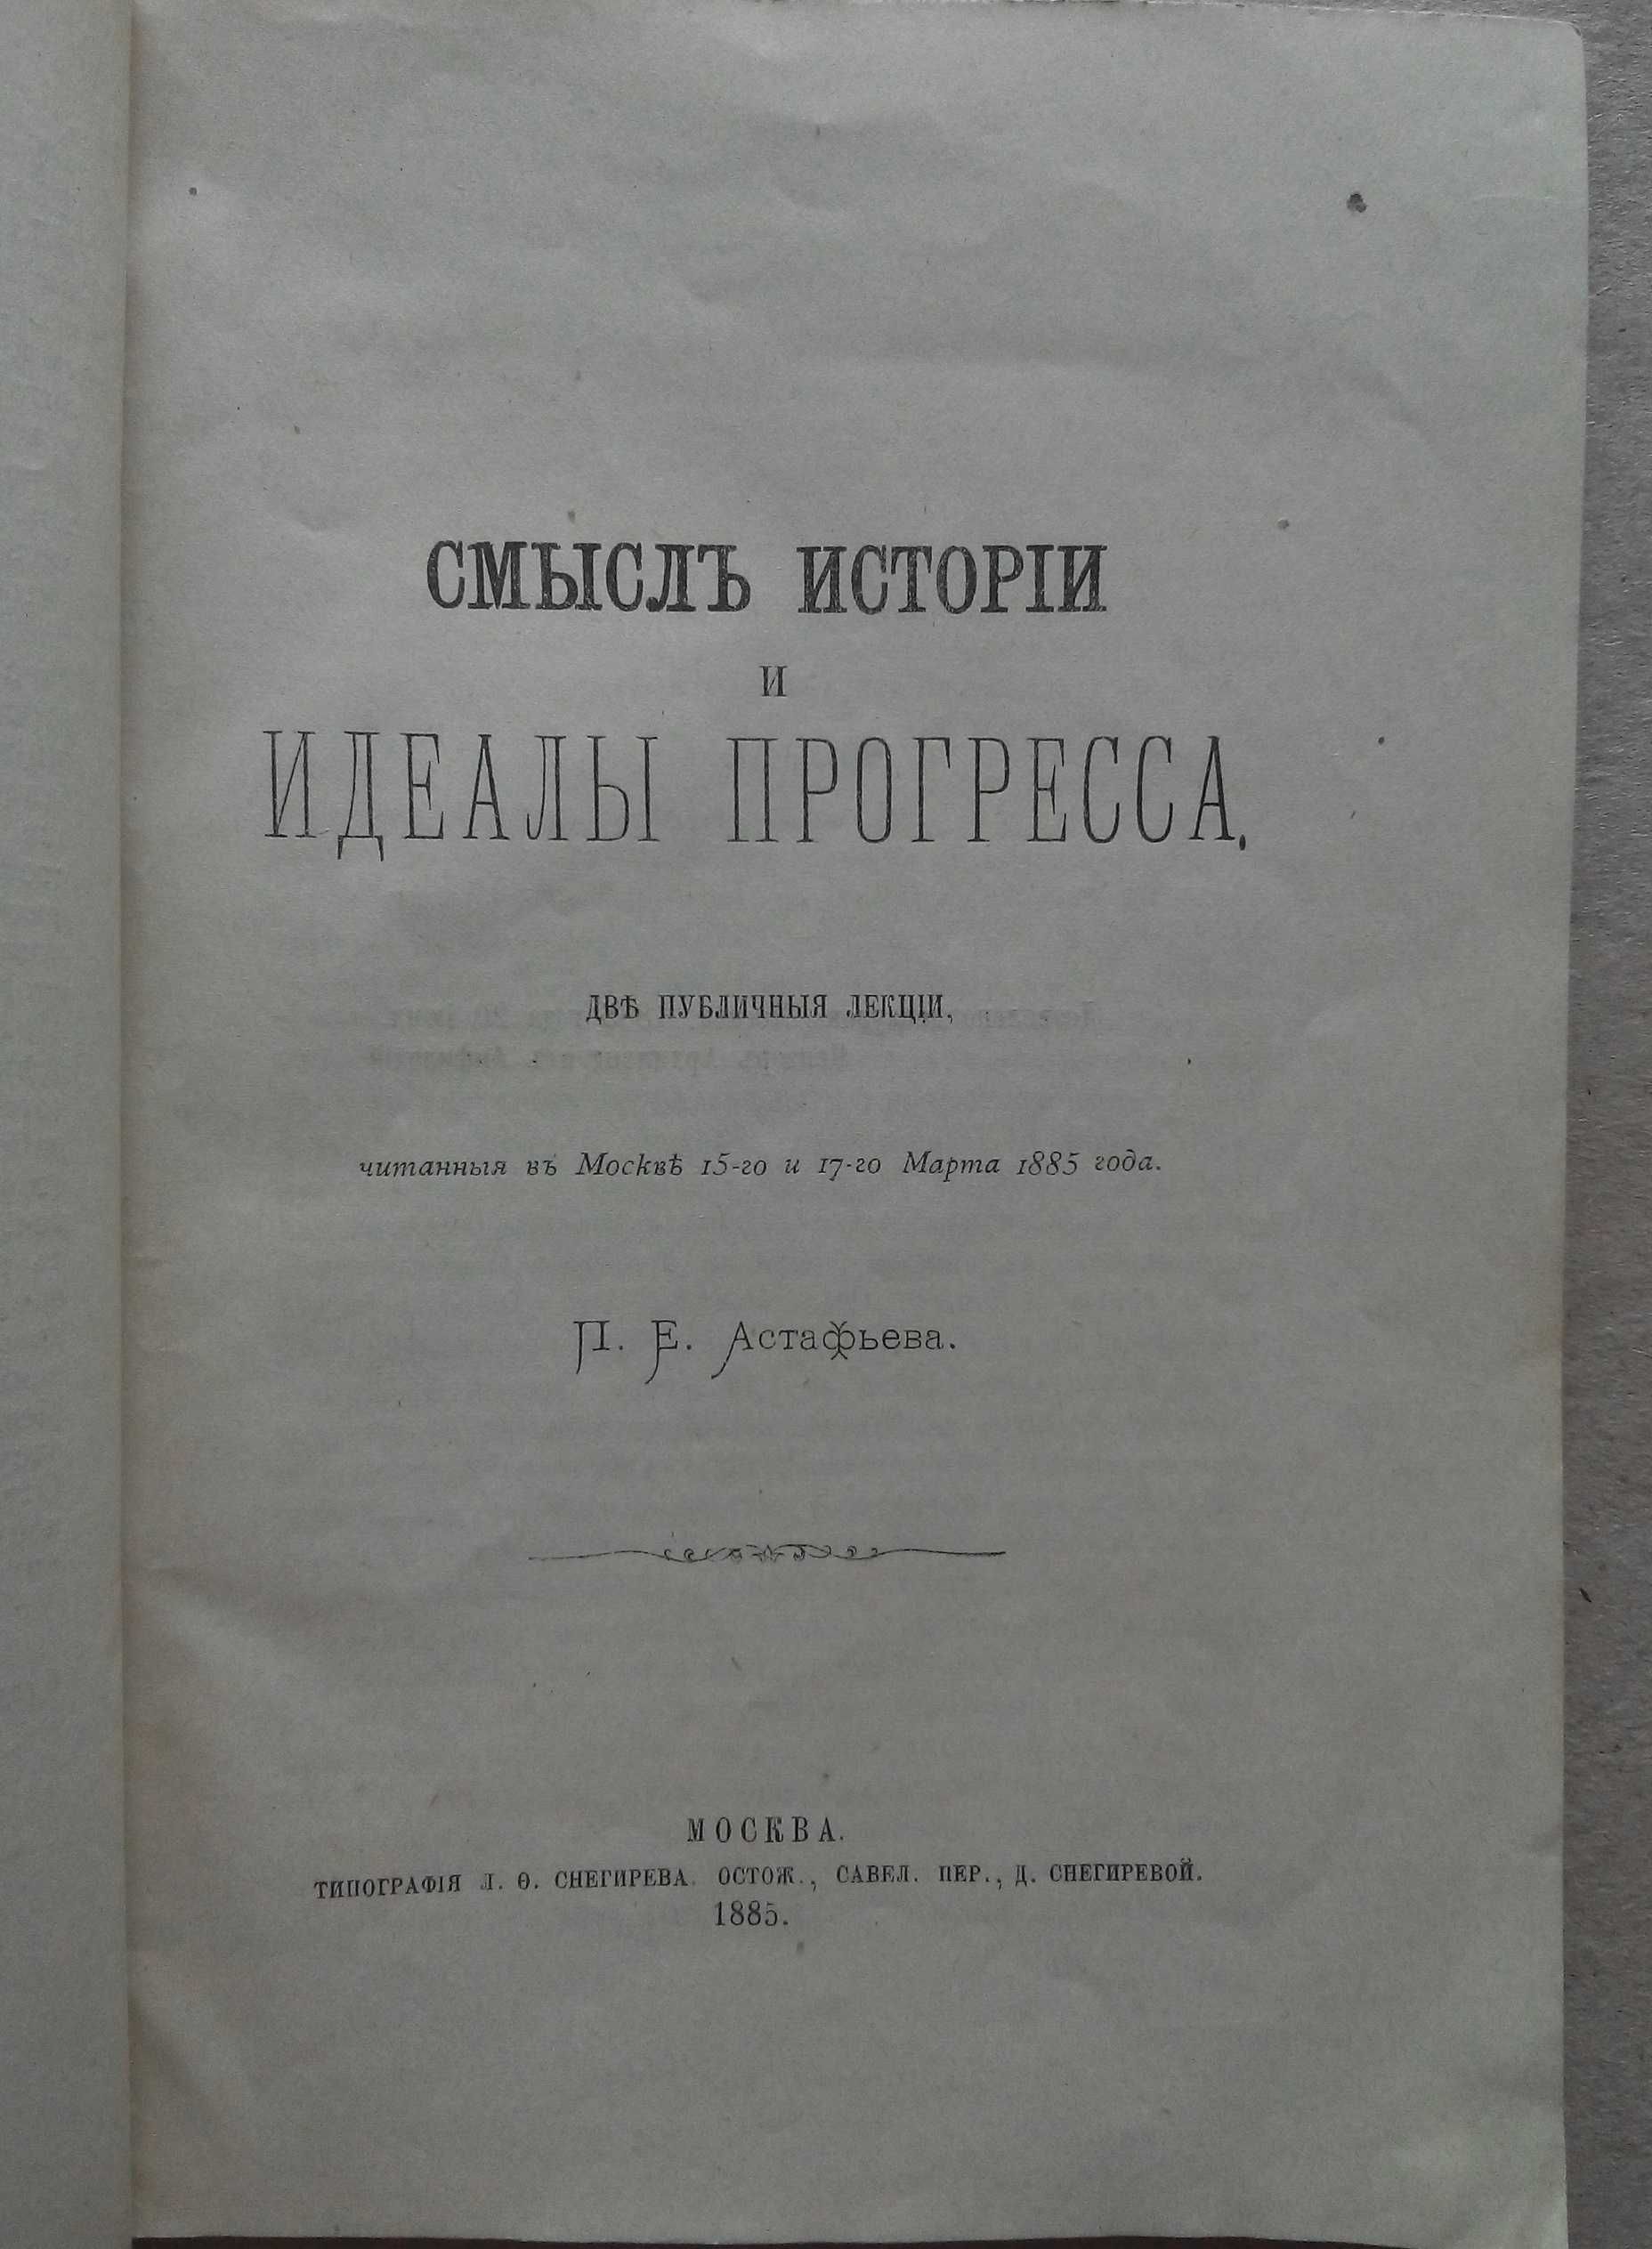 СМЫСЛЪ ИСТОРІИ
И
ИДЕАЛЫ ПРОГРЕССА.
ДВѢ ПУБЛИЧНЫЯ ЛЕКЦІИ,
читанныя въ Москвѣ 15-го и 17-го Марта 1885 года.
П. Е. Астафьева.
МОСКВА.
ТИПОГРАФІЯ Л. Ѳ. СНЕГИРЕВА. ОСТОЖ., САВЕЛ. ПЕР., Д. СНЕГИРЕВОЙ.
1885.